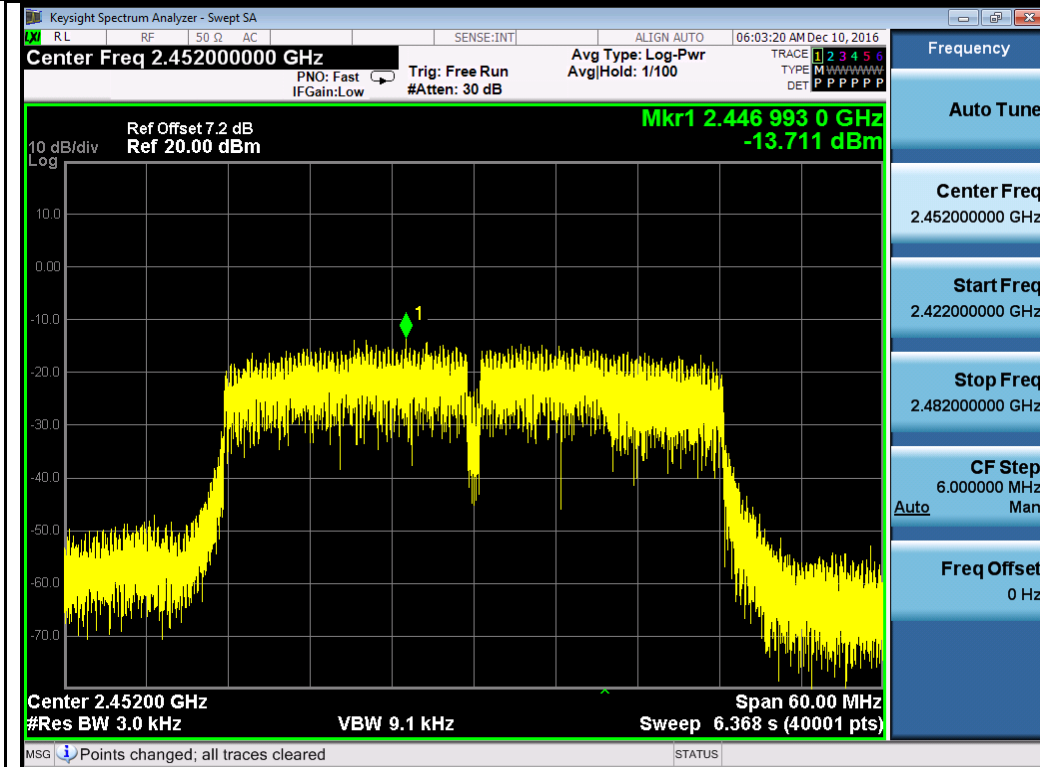 Keysight Spectrum Analyzer - Swept SA
LXI RL RF 50 Ω AC SENSE:INT ALIGN AUTO 06:03:20 AM Dec 10, 2016
Center Freq 2.452000000 GHz
PNO: Fast
IFGain:Low
Trig: Free Run
#Atten: 30 dB
Avg Type: Log-Pwr
Avg|Hold: 1/100
TRACE 1 2 3 4 5 6
TYPE M WWWWW
DET P P P P P P
Mkr1 2.446 993 0 GHz
-13.711 dBm
Ref Offset 7.2 dB
10 dB/div Ref 20.00 dBm
Log
10.0
0.00
-10.0
1
-20.0
-30.0
-40.0
-50.0
-60.0
-70.0
Center 2.45200 GHz Span 60.00 MHz
#Res BW 3.0 kHz VBW 9.1 kHz Sweep 6.368 s (40001 pts)
MSG Points changed; all traces cleared STATUS
Frequency
Auto Tune
Center Freq
2.452000000 GHz
Start Freq
2.422000000 GHz
Stop Freq
2.482000000 GHz
CF Step
6.000000 MHz
Auto Man
Freq Offset
0 Hz